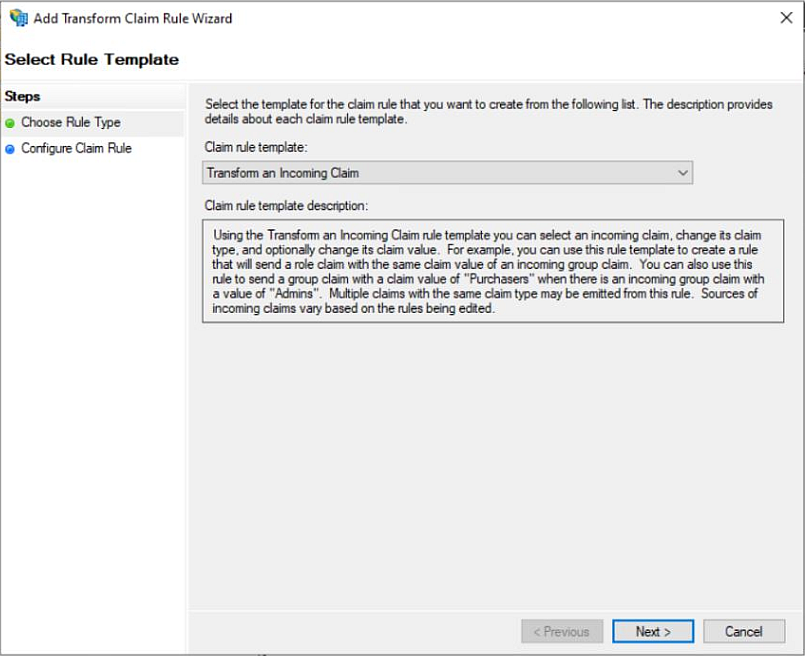 Add Transform Claim Rule Wizard
Select Rule Template
Steps
Choose Rule Type
Configure Claim Rule
Select the template for the claim rule that you want to create from the following list. The description provides
details about each claim rule template.
Claim rule template:
Transform an Incoming Claim
Claim rule template description:
Using the Transform an Incoming Claim rule template you can select an incoming claim, change its claim
type, and optionally change its claim value. For example, you can use this rule template to create a rule
that will send a role claim with the same claim value of an incoming group claim. You can also use this
rule to send a group claim with a claim value of "Purchasers" when there is an incoming group claim with
a value of "Admins". Multiple claims with the same claim type may be emitted from this rule. Sources of
incoming claims vary based on the rules being edited.
< Previous
Next >
Cancel